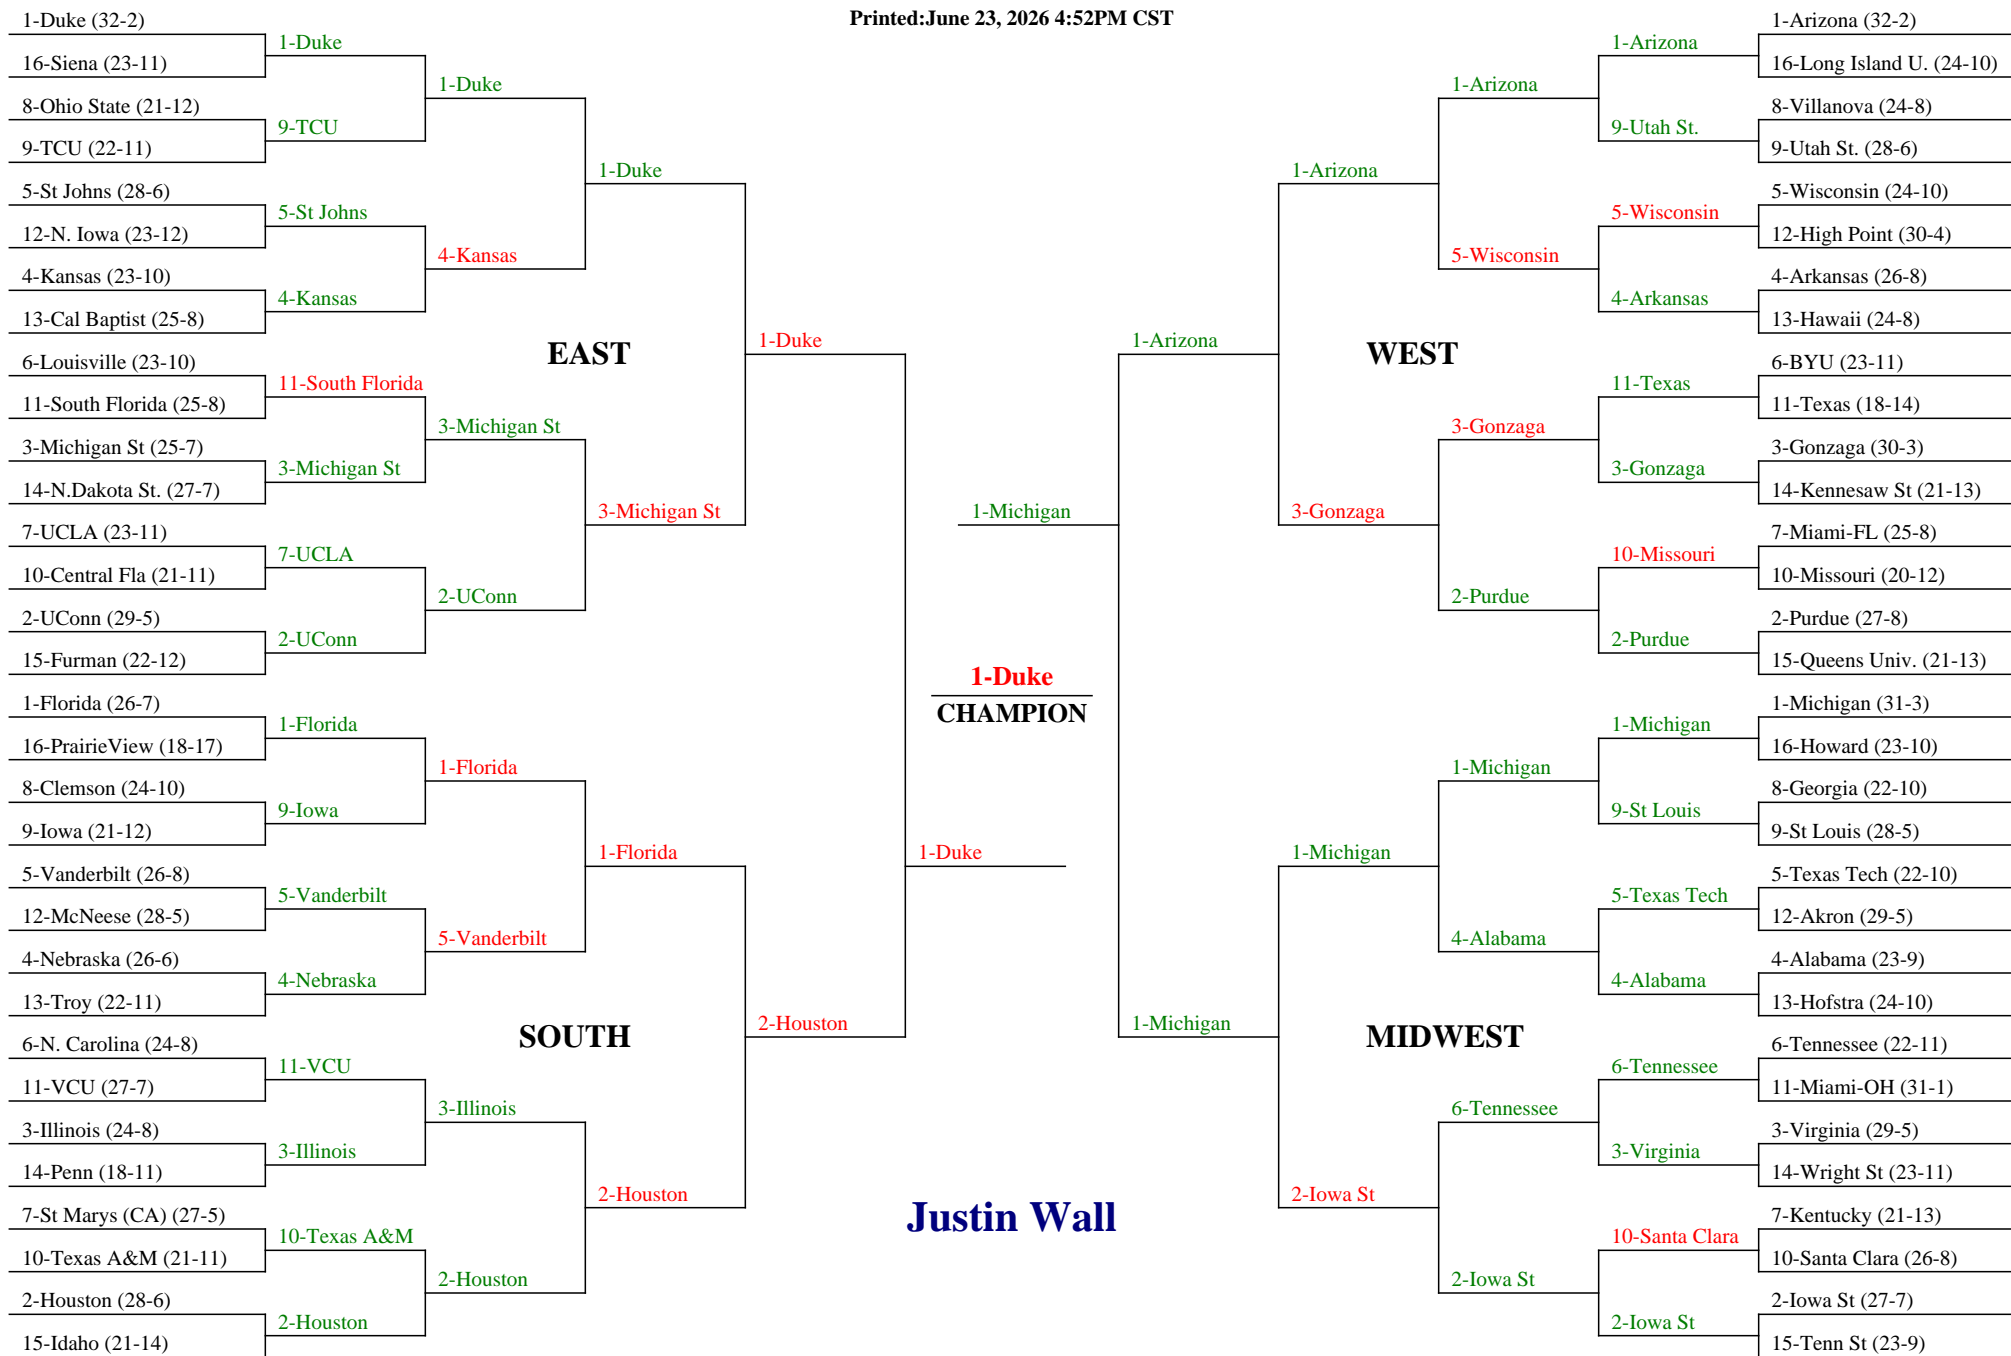 Printed:June 23, 2026 4:52PM CST
1-Duke (32-2)
16-Siena (23-11)
8-Ohio State (21-12)
9-TCU (22-11)
5-St Johns (28-6)
12-N. Iowa (23-12)
4-Kansas (23-10)
13-Cal Baptist (25-8)
6-Louisville (23-10)
11-South Florida (25-8)
3-Michigan St (25-7)
14-N.Dakota St. (27-7)
7-UCLA (23-11)
10-Central Fla (21-11)
2-UConn (29-5)
15-Furman (22-12)
1-Florida (26-7)
16-PrairieView (18-17)
8-Clemson (24-10)
9-Iowa (21-12)
5-Vanderbilt (26-8)
12-McNeese (28-5)
4-Nebraska (26-6)
13-Troy (22-11)
6-N. Carolina (24-8)
11-VCU (27-7)
3-Illinois (24-8)
14-Penn (18-11)
7-St Marys (CA) (27-5)
10-Texas A&M (21-11)
2-Houston (28-6)
15-Idaho (21-14)
1-Duke
9-TCU
5-St Johns
4-Kansas
11-South Florida
3-Michigan St
7-UCLA
2-UConn
1-Florida
9-Iowa
5-Vanderbilt
4-Nebraska
11-VCU
3-Illinois
10-Texas A&M
2-Houston
1-Duke
4-Kansas
3-Michigan St
2-UConn
1-Florida
5-Vanderbilt
3-Illinois
2-Houston
1-Duke
3-Michigan St
1-Florida
2-Houston
EAST
SOUTH
1-Duke
2-Houston
1-Duke
1-Michigan
1-Duke
CHAMPION
Justin Wall
1-Arizona
1-Michigan
WEST
MIDWEST
1-Arizona
3-Gonzaga
1-Michigan
2-Iowa St
1-Arizona
5-Wisconsin
3-Gonzaga
2-Purdue
1-Michigan
4-Alabama
6-Tennessee
2-Iowa St
1-Arizona
9-Utah St.
5-Wisconsin
4-Arkansas
11-Texas
3-Gonzaga
10-Missouri
2-Purdue
1-Michigan
9-St Louis
5-Texas Tech
4-Alabama
6-Tennessee
3-Virginia
10-Santa Clara
2-Iowa St
1-Arizona (32-2)
16-Long Island U. (24-10)
8-Villanova (24-8)
9-Utah St. (28-6)
5-Wisconsin (24-10)
12-High Point (30-4)
4-Arkansas (26-8)
13-Hawaii (24-8)
6-BYU (23-11)
11-Texas (18-14)
3-Gonzaga (30-3)
14-Kennesaw St (21-13)
7-Miami-FL (25-8)
10-Missouri (20-12)
2-Purdue (27-8)
15-Queens Univ. (21-13)
1-Michigan (31-3)
16-Howard (23-10)
8-Georgia (22-10)
9-St Louis (28-5)
5-Texas Tech (22-10)
12-Akron (29-5)
4-Alabama (23-9)
13-Hofstra (24-10)
6-Tennessee (22-11)
11-Miami-OH (31-1)
3-Virginia (29-5)
14-Wright St (23-11)
7-Kentucky (21-13)
10-Santa Clara (26-8)
2-Iowa St (27-7)
15-Tenn St (23-9)